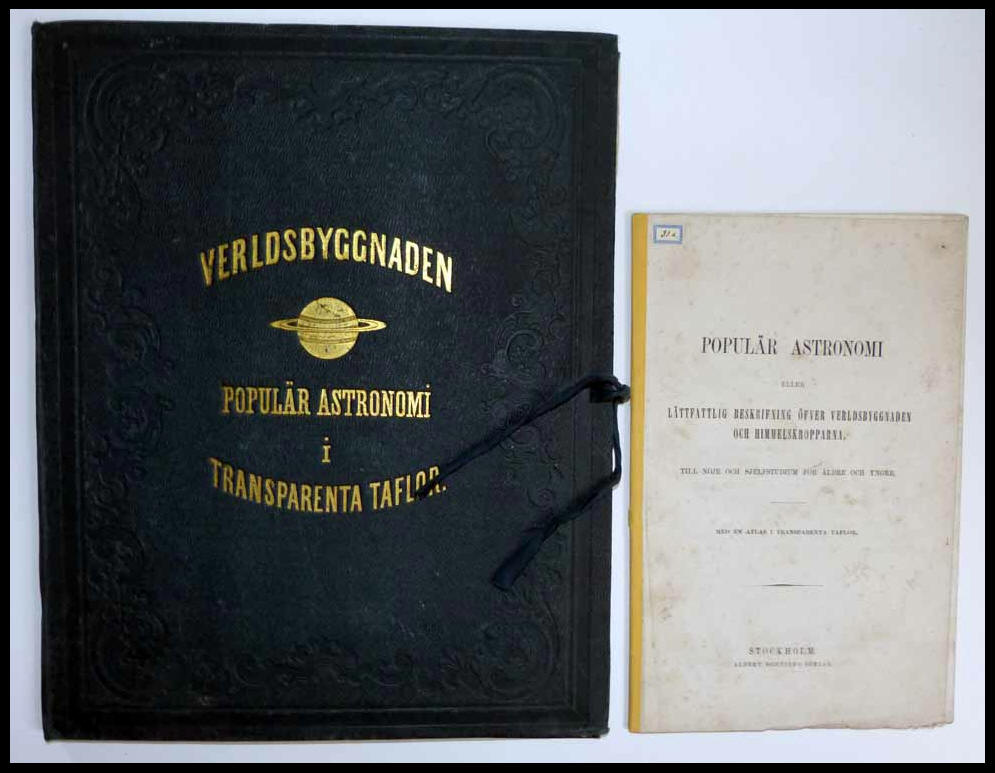 VERLDSBYGGNADEN
POPULÄR ASTRONOMI
i
TRANSPARENTA TAFLOR.
31a.
POPULÄR ASTRONOMI
ELLER
LÄTTFATTLIG BESKRIFNING ÖFVER VERLDSBYGGNADEN
OCH HIMMELSKROPPARNA,
TILL NÖJE OCH SJELFSTUDIUM FÖR ÄLDRE OCH YNGRE.
MED EN ATLAS I TRANSPARENTA TAFLOR.
STOCKHOLM
ALBERT BONNIERS FÖRLAG.